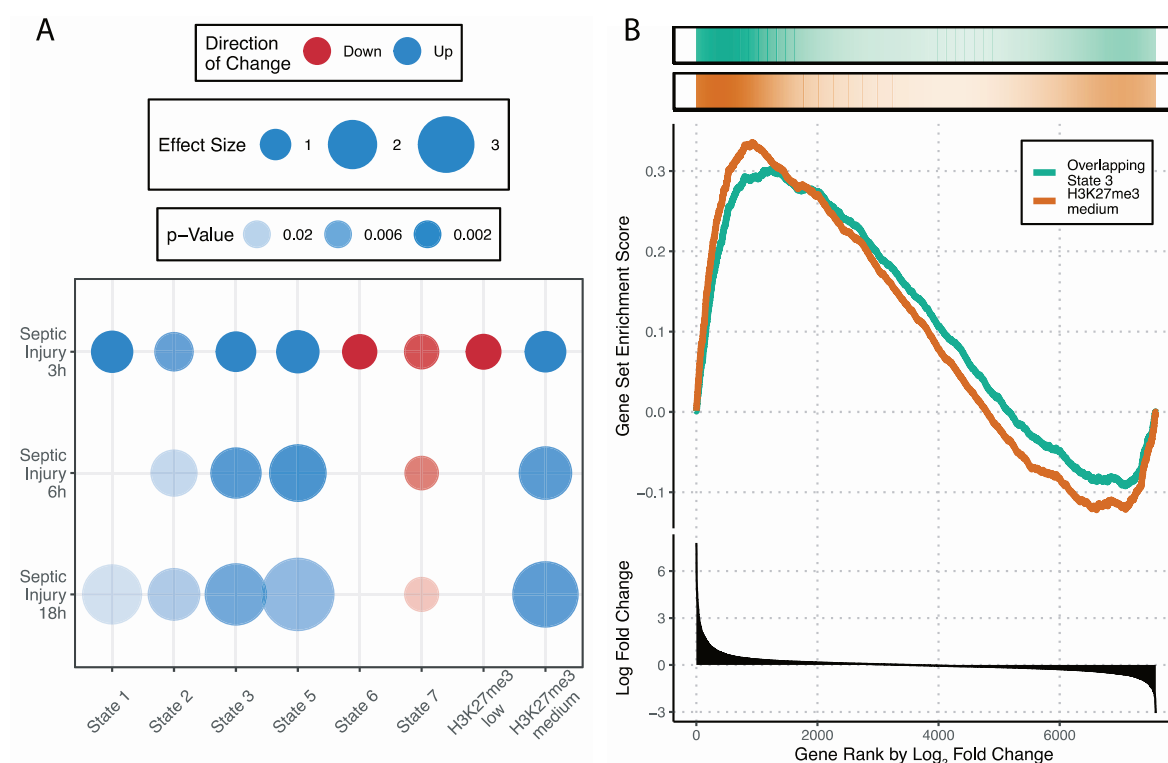 A
Direction
of Change
Down
Up
Effect Size
1
2
3
p-Value
0.02
0.006
0.002
Septic
Injury
3h
Septic
Injury
6h
Septic
Injury
18h
State 1
State 2
State 3
State 5
State 6
State 7
H3K27me3
low
H3K27me3
medium
B
Gene Set Enrichment Score
0.3
0.2
0.1
0.0
−0.1
Overlapping
State 3
H3K27me3
medium
Log Fold Change
6
3
0
−3
0
2000
4000
6000
Gene Rank by Log₂ Fold Change